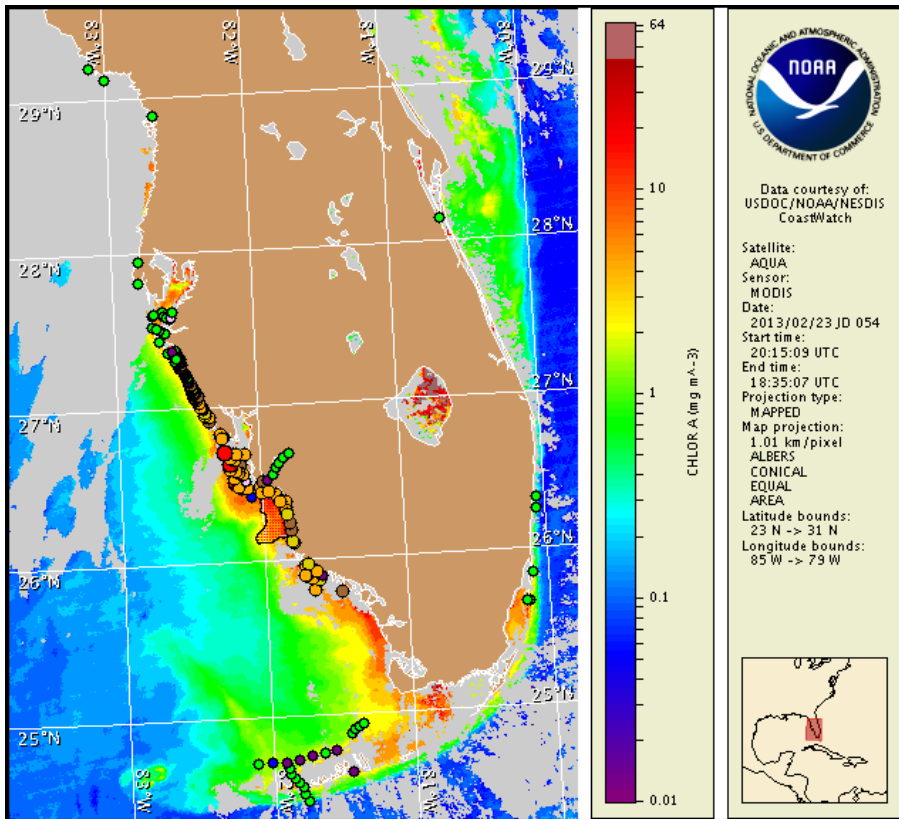 83°W
82°W
81°W
80°W
29°N
29°N
28°N
28°N
27°N
27°N
26°N
26°N
25°N
25°N
83°W
82°W
81°W
64
10
1
0.1
0.01
CHLOR A (mg m^-3)
NATIONAL OCEANIC AND ATMOSPHERIC ADMINISTRATION
NOAA
U.S. DEPARTMENT OF COMMERCE
Data courtesy of:
USDOC/NOAA/NESDIS
CoastWatch
Satellite:
AQUA
Sensor:
MODIS
Date:
2013/02/23 JD 054
Start time:
20:15:09 UTC
End time:
18:35:07 UTC
Projection type:
MAPPED
Map projection:
1.01 km/pixel
ALBERS
CONICAL
EQUAL
AREA
Latitude bounds:
23 N -> 31 N
Longitude bounds:
85 W -> 79 W